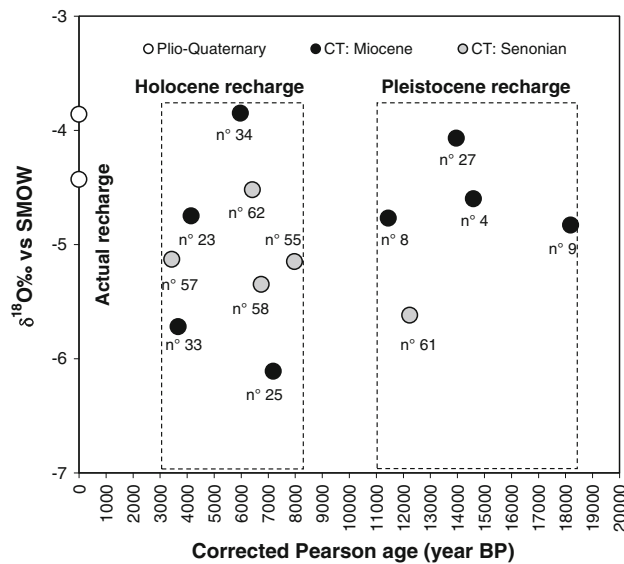 -3
Plio-Quaternary CT: Miocene CT: Senonian
Holocene recharge Pleistocene recharge
-4
n° 34
n° 27
n° 62
n° 4
n° 23
n° 55
n° 8
n° 9
-5
n° 57
n° 58
n° 33
n° 61
-6
n° 25
-7
Actual recharge
δ¹⁸O‰ vs SMOW
0
1000
2000
3000
4000
5000
6000
7000
8000
9000
10000
11000
12000
13000
14000
15000
16000
17000
18000
19000
20000
Corrected Pearson age (year BP)